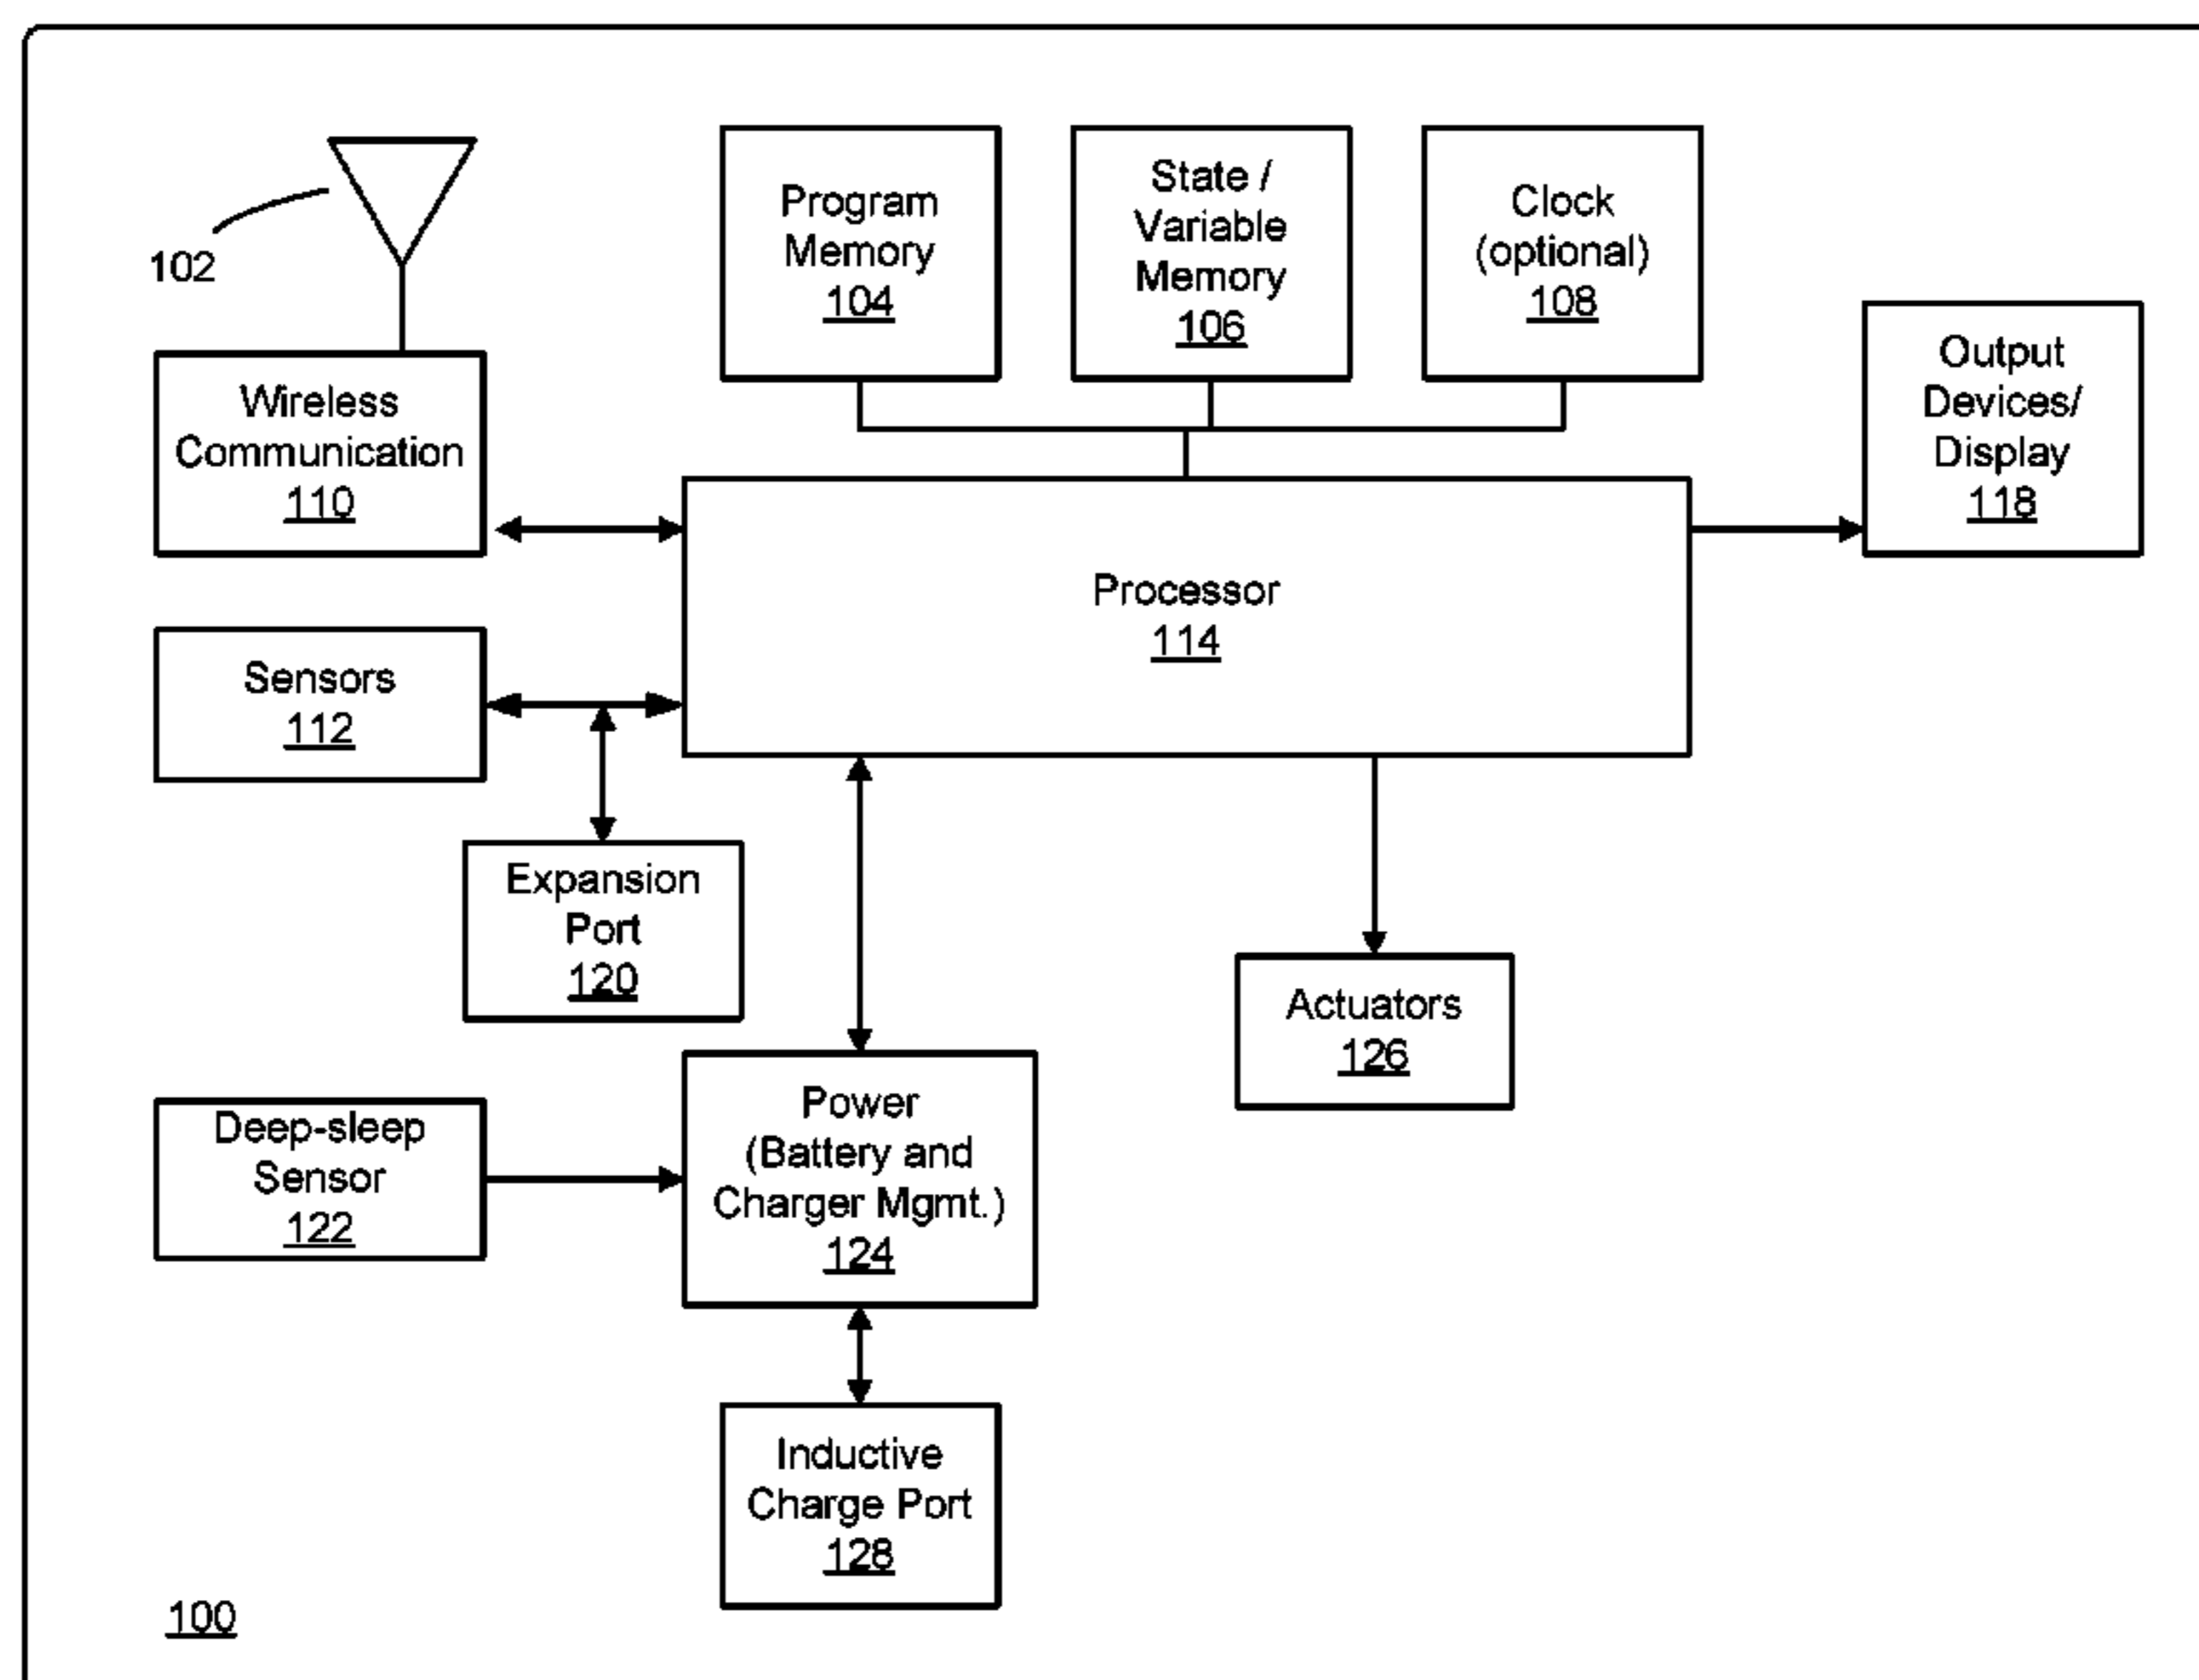 102
Program
Memory
104
State /
Variable
Memory
106
Clock
(optional)
108
Output
Devices/
Display
118
Wireless
Communication
110
Processor
114
Sensors
112
Expansion
Port
120
Actuators
126
Deep-sleep
Sensor
122
Power
(Battery and
Charger Mgmt.)
124
Inductive
Charge Port
128
100